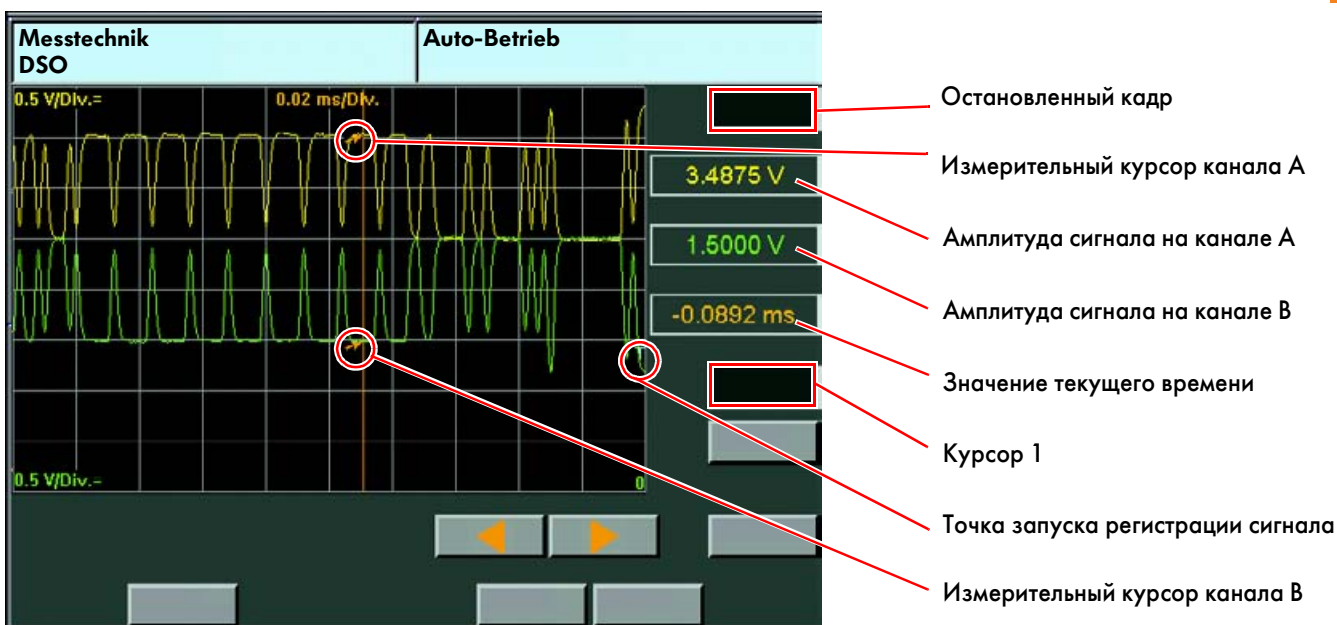 Messtechnik
DSO
Auto-Betrieb
0.5 V/Div.=
0.02 ms/Div.
3.4875 V
1.5000 V
-0.0892 ms
0.5 V/Div.-
0
Остановленный кадр
Измерительный курсор канала А
Амплитуда сигнала на канале А
Амплитуда сигнала на канале В
Значение текущего времени
Курсор 1
Точка запуска регистрации сигнала
Измерительный курсор канала В